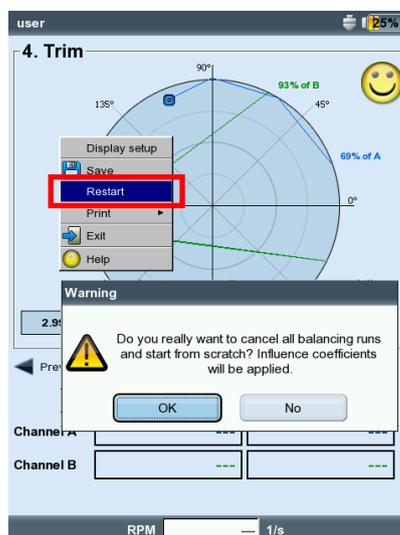 user
25%
4. Trim
90°
93% of B
135°
45°
69% of A
0°
Display setup
Save
Restart
Print
Exit
Help
Warning
2.9
Do you really want to cancel all balancing runs
and start from scratch? Influence coefficients
will be applied.
Pre
OK
No
Channel A
---
---
Channel B
---
---
RPM
—
1/s